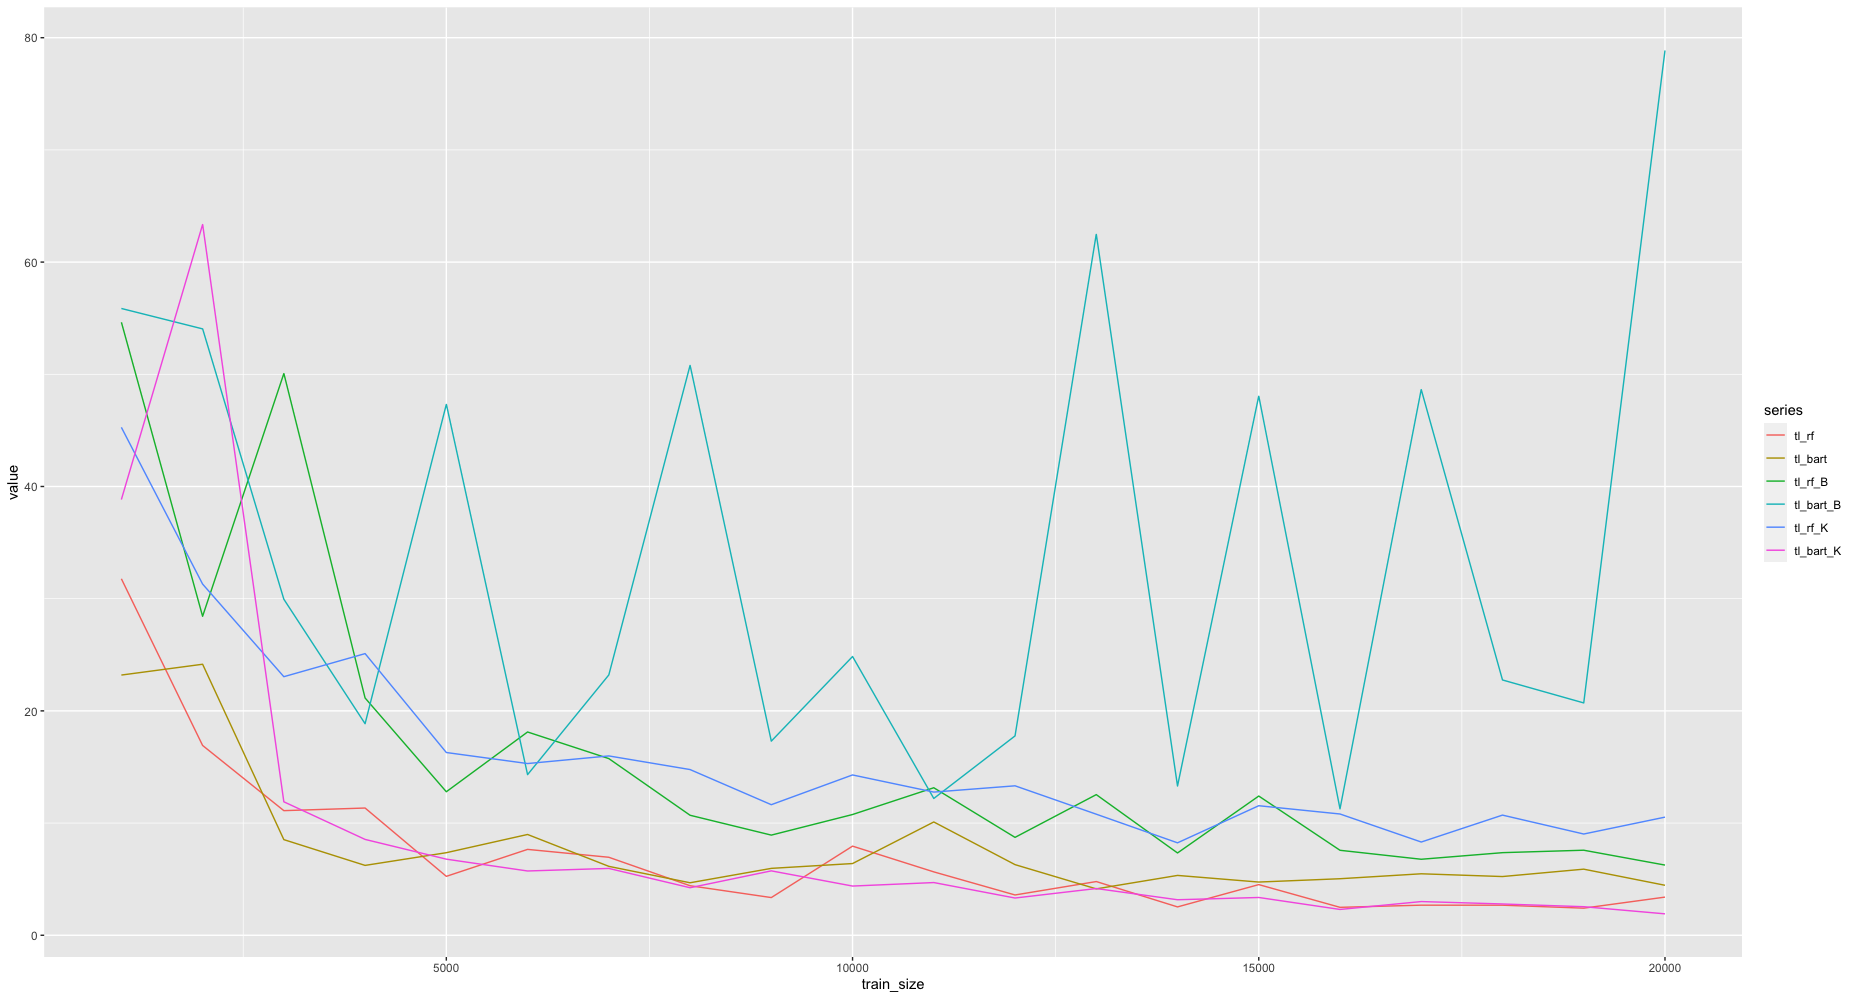 80
60
40
20
0
value
5000
10000
15000
20000
train_size
series
tl_rf
tl_bart
tl_rf_B
tl_bart_B
tl_rf_K
tl_bart_K